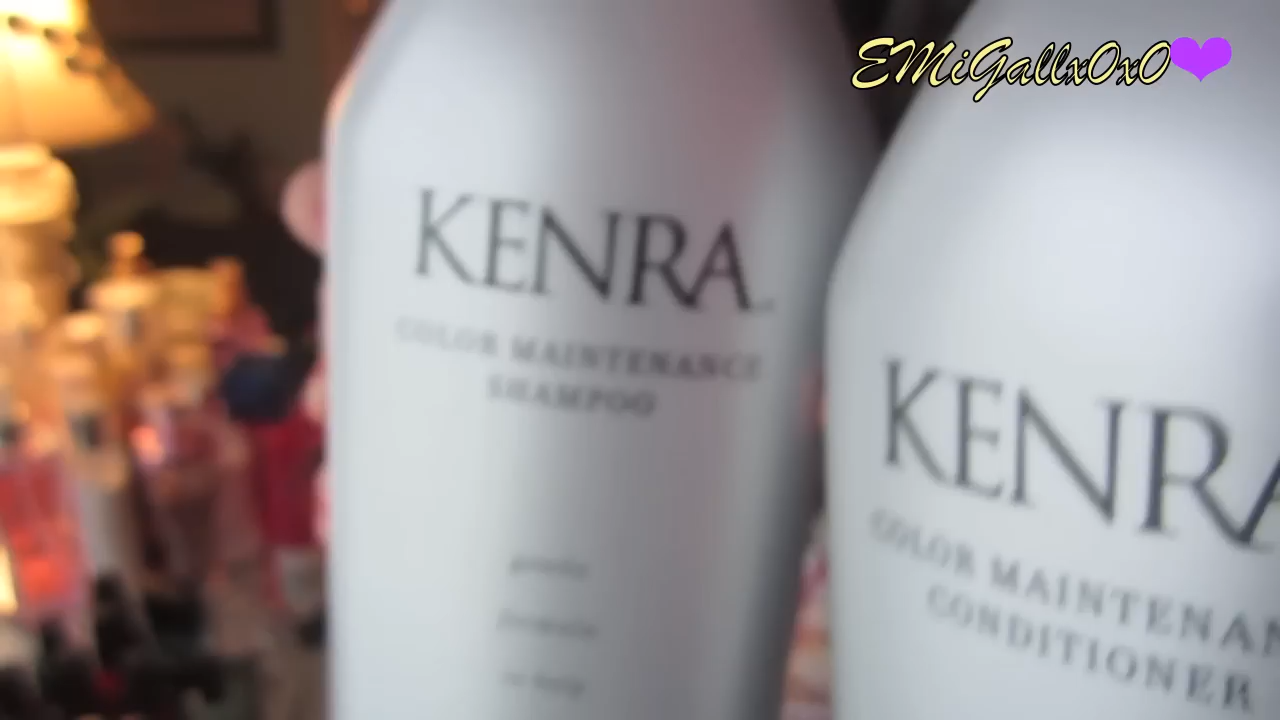 EMiGallxOxO
KENRA
COLOR MAINTENANCE
SHAMPOO
KENRA
COLOR MAINTENAN
CONDITIONER